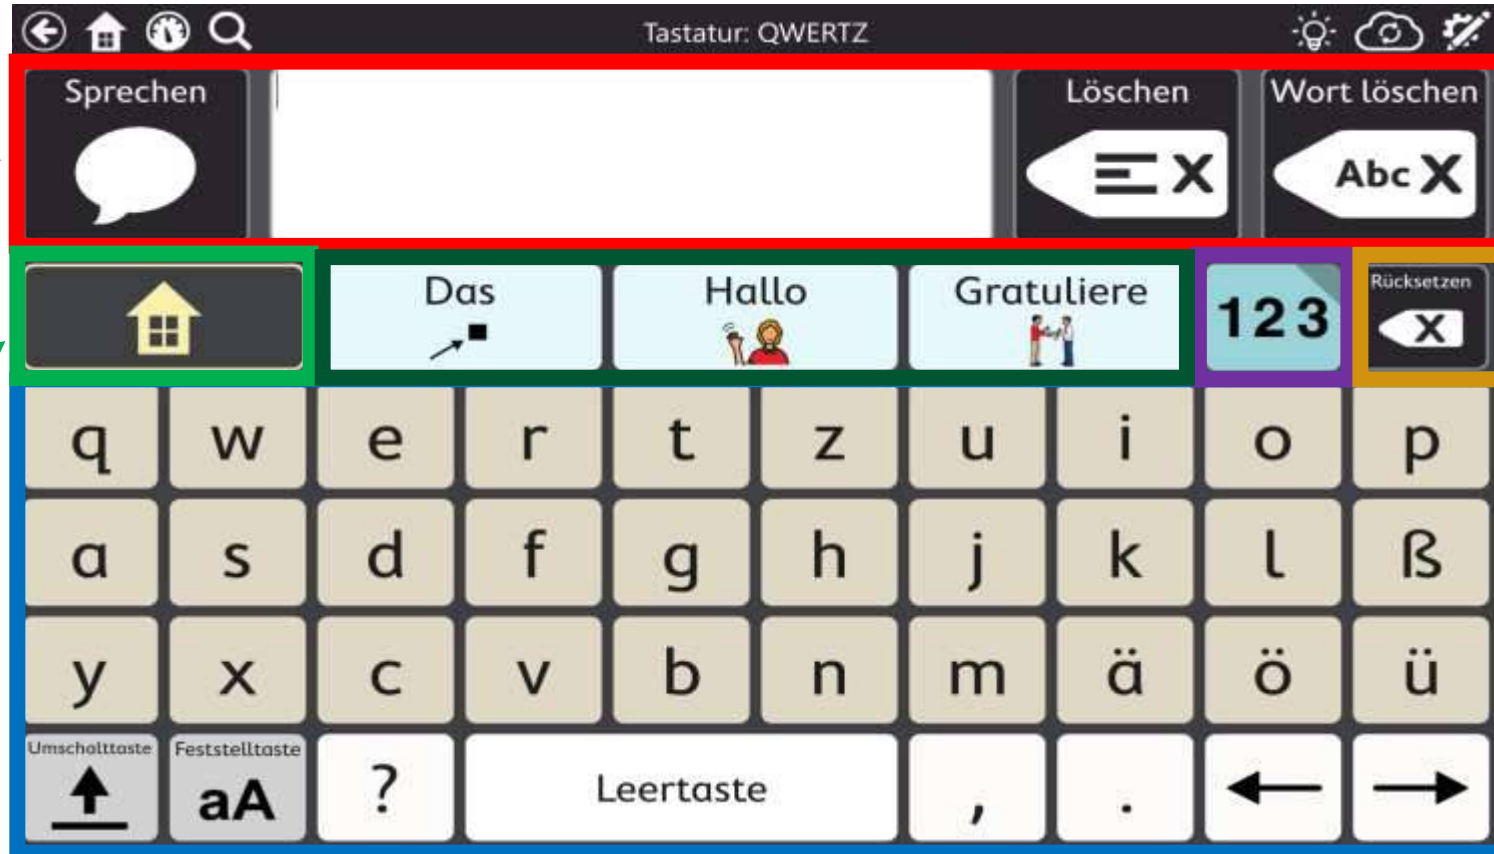 Tastatur: QWERTZ
Sprechen Löschen Wort löschen
Abc X
Das Hallo Gratuliere 123 Rücksetzen
q w e r t z u i o p
a s d f g h j k l ß
y x c v b n m ä ö ü
Umschalttaste Feststelltaste
aA ? Leertaste , .